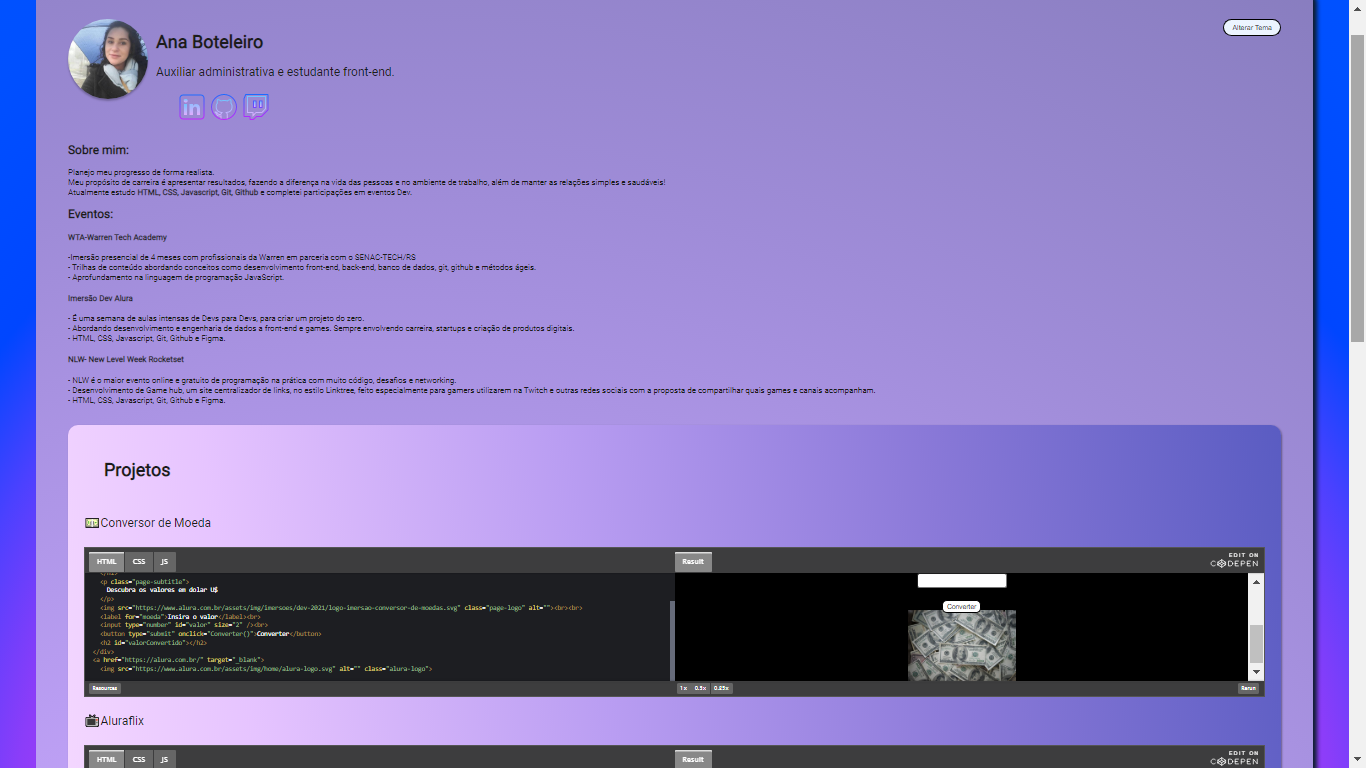 Ana Boteleiro
Alterar Tema
Auxiliar administrativa e estudante front-end.
Sobre mim:
Planejo meu progresso de forma realista.
Meu propósito de carreira é apresentar resultados, fazendo a diferença na vida das pessoas e no ambiente de trabalho, além de manter as relações simples e saudáveis!
Atualmente estudo HTML, CSS, Javascript, Git, Github e completei participações em eventos Dev.
Eventos:
WTA-Warren Tech Academy
-Imersão presencial de 4 meses com profissionais da Warren em parceria com o SENAC-TECH/RS
- Trilhas de conteúdo abordando conceitos como desenvolvimento front-end, back-end, banco de dados, git, github e métodos ágeis.
- Aprofundamento na linguagem de programação JavaScript.
Imersão Dev Alura
- É uma semana de aulas intensas de Devs para Devs, para criar um projeto do zero.
- Abordando desenvolvimento e engenharia de dados a front-end e games. Sempre envolvendo carreira, startups e criação de produtos digitais.
- HTML, CSS, Javascript, Git, Github e Figma.
NLW- New Level Week Rocketset
- NLW é o maior evento online e gratuito de programação na prática com muito código, desafios e networking.
- Desenvolvimento de Game hub, um site centralizador de links, no estilo Linktree, feito especialmente para gamers utilizarem na Twitch e outras redes sociais com a proposta de compartilhar quais games e canais acompanham.
- HTML, CSS, Javascript, Git, Github e Figma.
Projetos
Conversor de Moeda
HTML CSS JS Result EDIT ON
CODEPEN
<p class="page-subtitle">
Descubra os valores em dolar U$
</p>
<img src="https://www.alura.com.br/assets/img/imersoes/dev-2021/logo-imersao-conversor-de-moedas.svg" class="page-logo" alt=""><br><br>
<label for="moeda">Insira o valor</label><br>
<input type="number" id="valor" size="2" /><br>
<button type="submit" onclick="Converter()">Converter</button>
<h2 id="valorConvertido"></h2>
</div>
<a href="https://alura.com.br/" target="_blank">
<img src="https://www.alura.com.br/assets/img/home/alura-logo.svg" alt="" class="alura-logo">
Converter
Resources 1x 0.5x 0.25x Rerun
Aluraflix
HTML CSS JS Result EDIT ON
CODEPEN